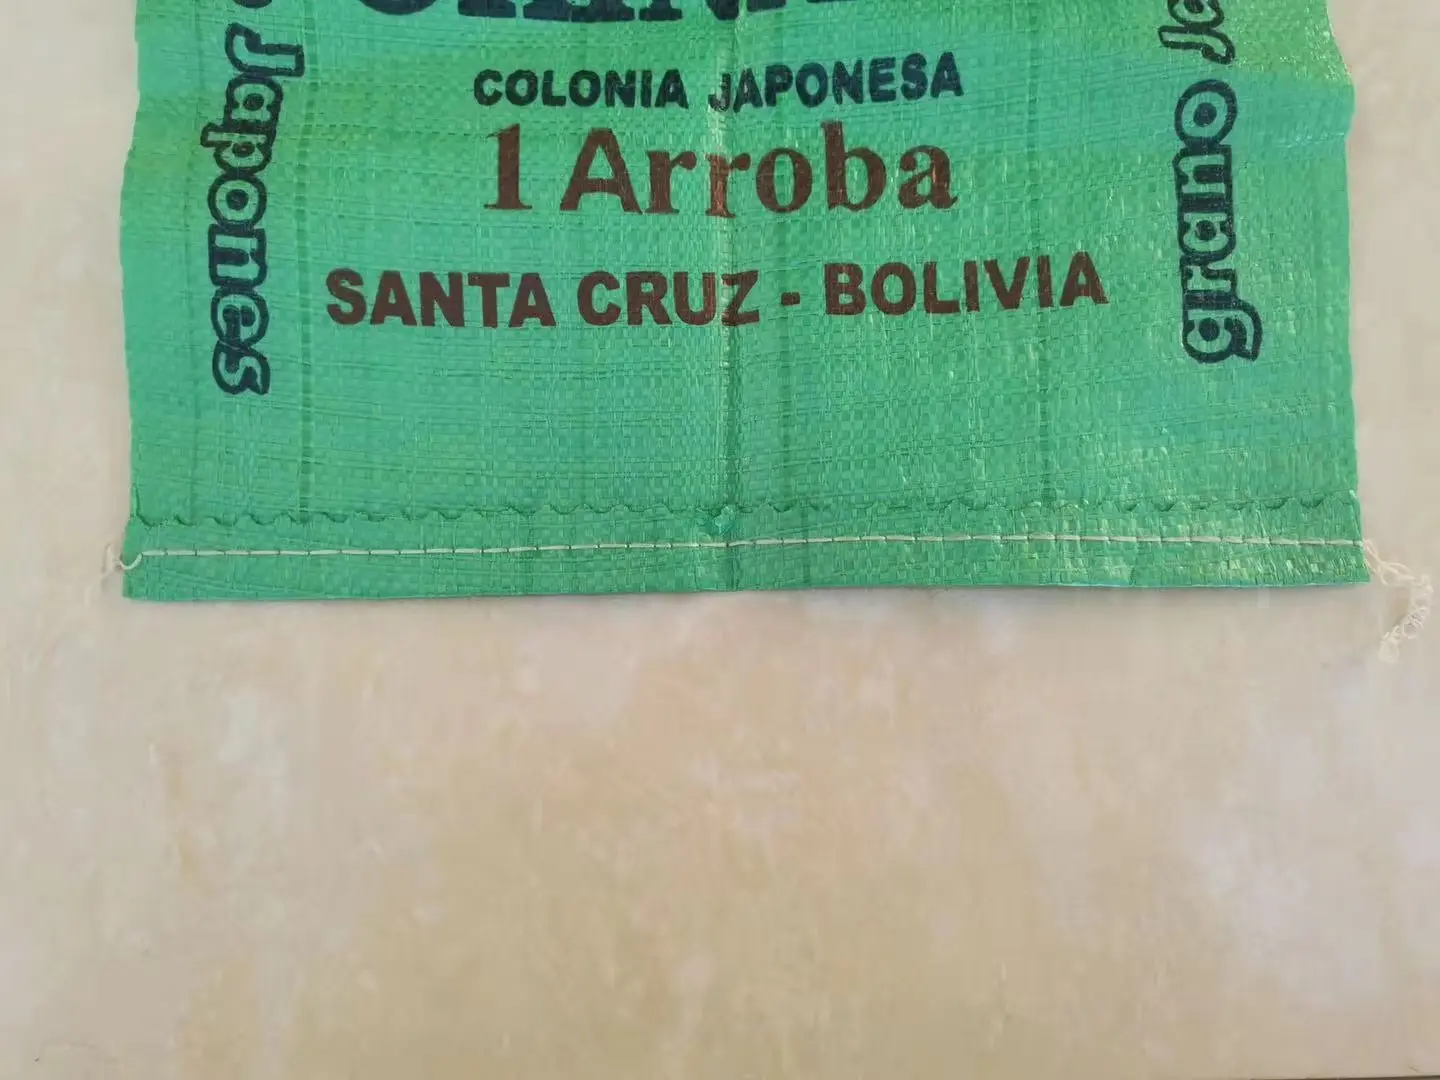 COLONIA JAPONESA
1 Arroba
SANTA CRUZ - BOLIVIA
Japones
grano